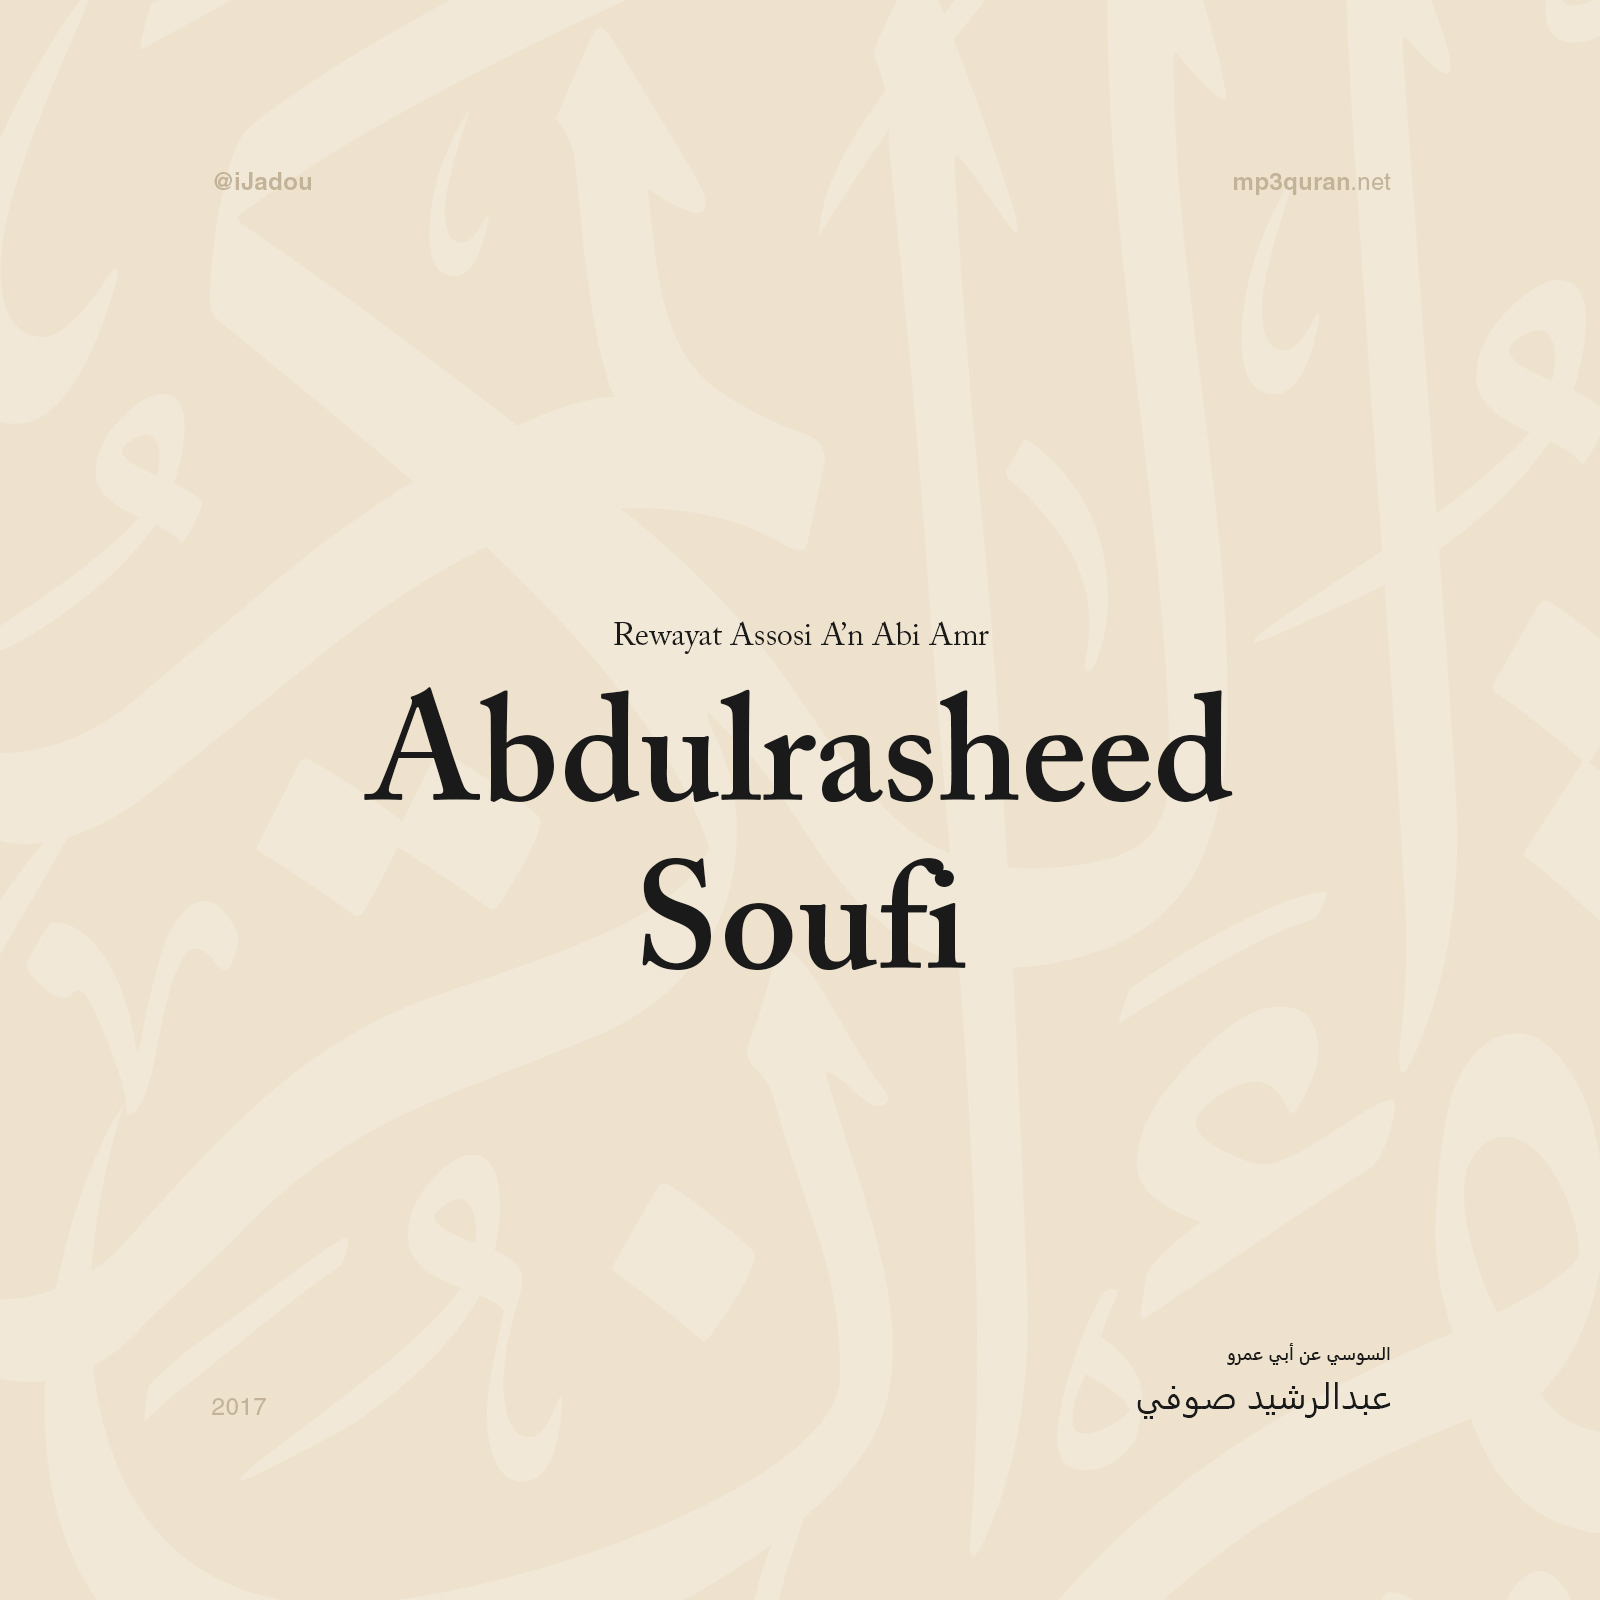 @iJadou
mp3quran.net
Rewayat Assosi A’n Abi Amr
Abdulrasheed
Soufi
السوسي عن أبي عمرو
عبدالرشيد صوفي
2017